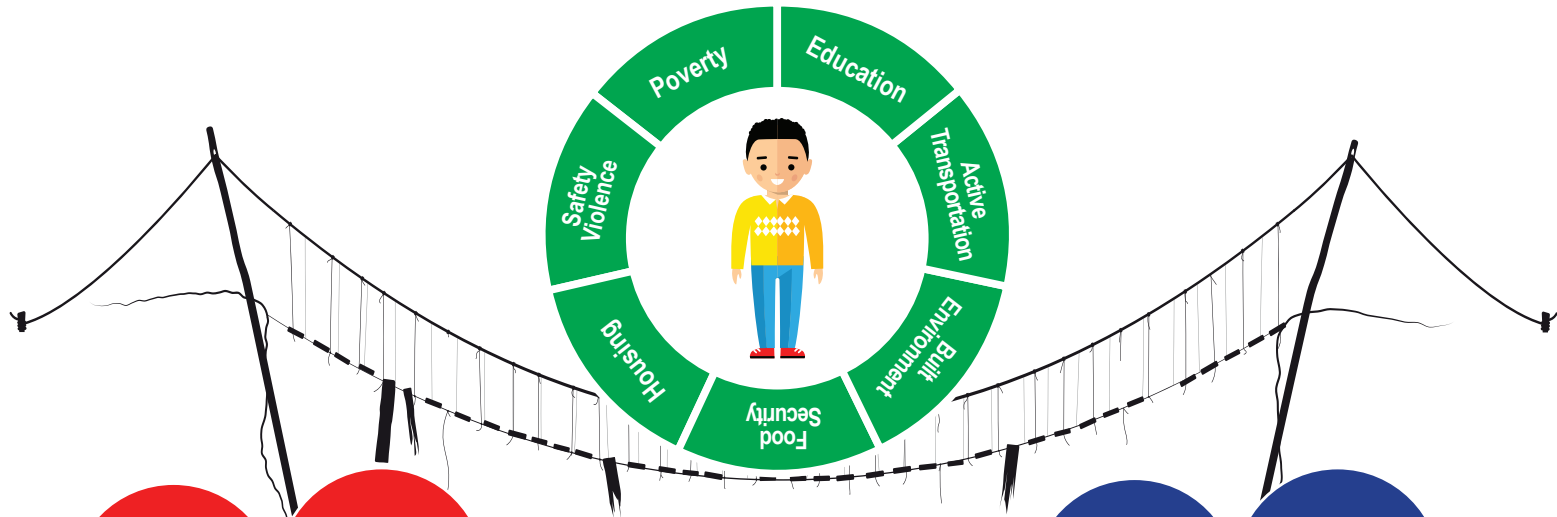 Poverty
Education
Active
Transportation
Built
Environment
Food
Security
Housing
Safety
Violence